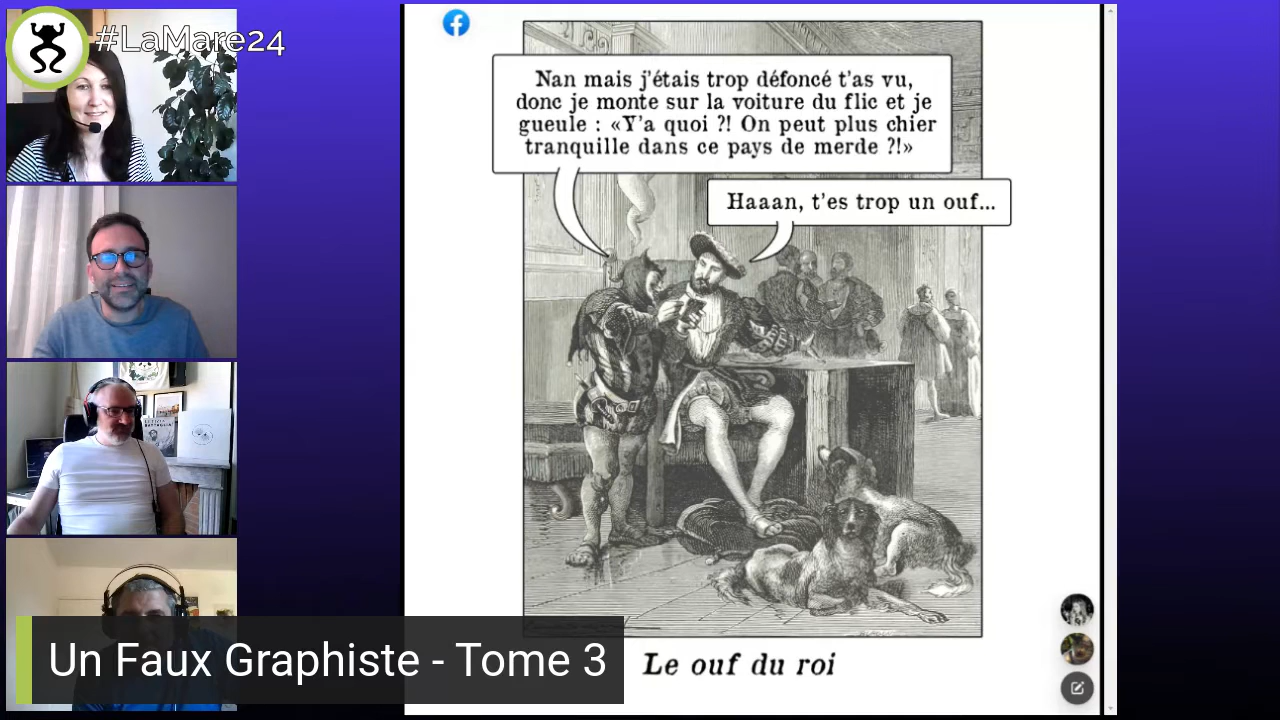 #LaMare24
Nan mais j'étais trop défoncé t'as vu,
donc je monte sur la voiture du flic et je
gueule : «Y'a quoi ?! On peut plus chier
tranquille dans ce pays de merde ?!»
Haaan, t'es trop un ouf...
Un Faux Graphiste - Tome 3
Le ouf du roi